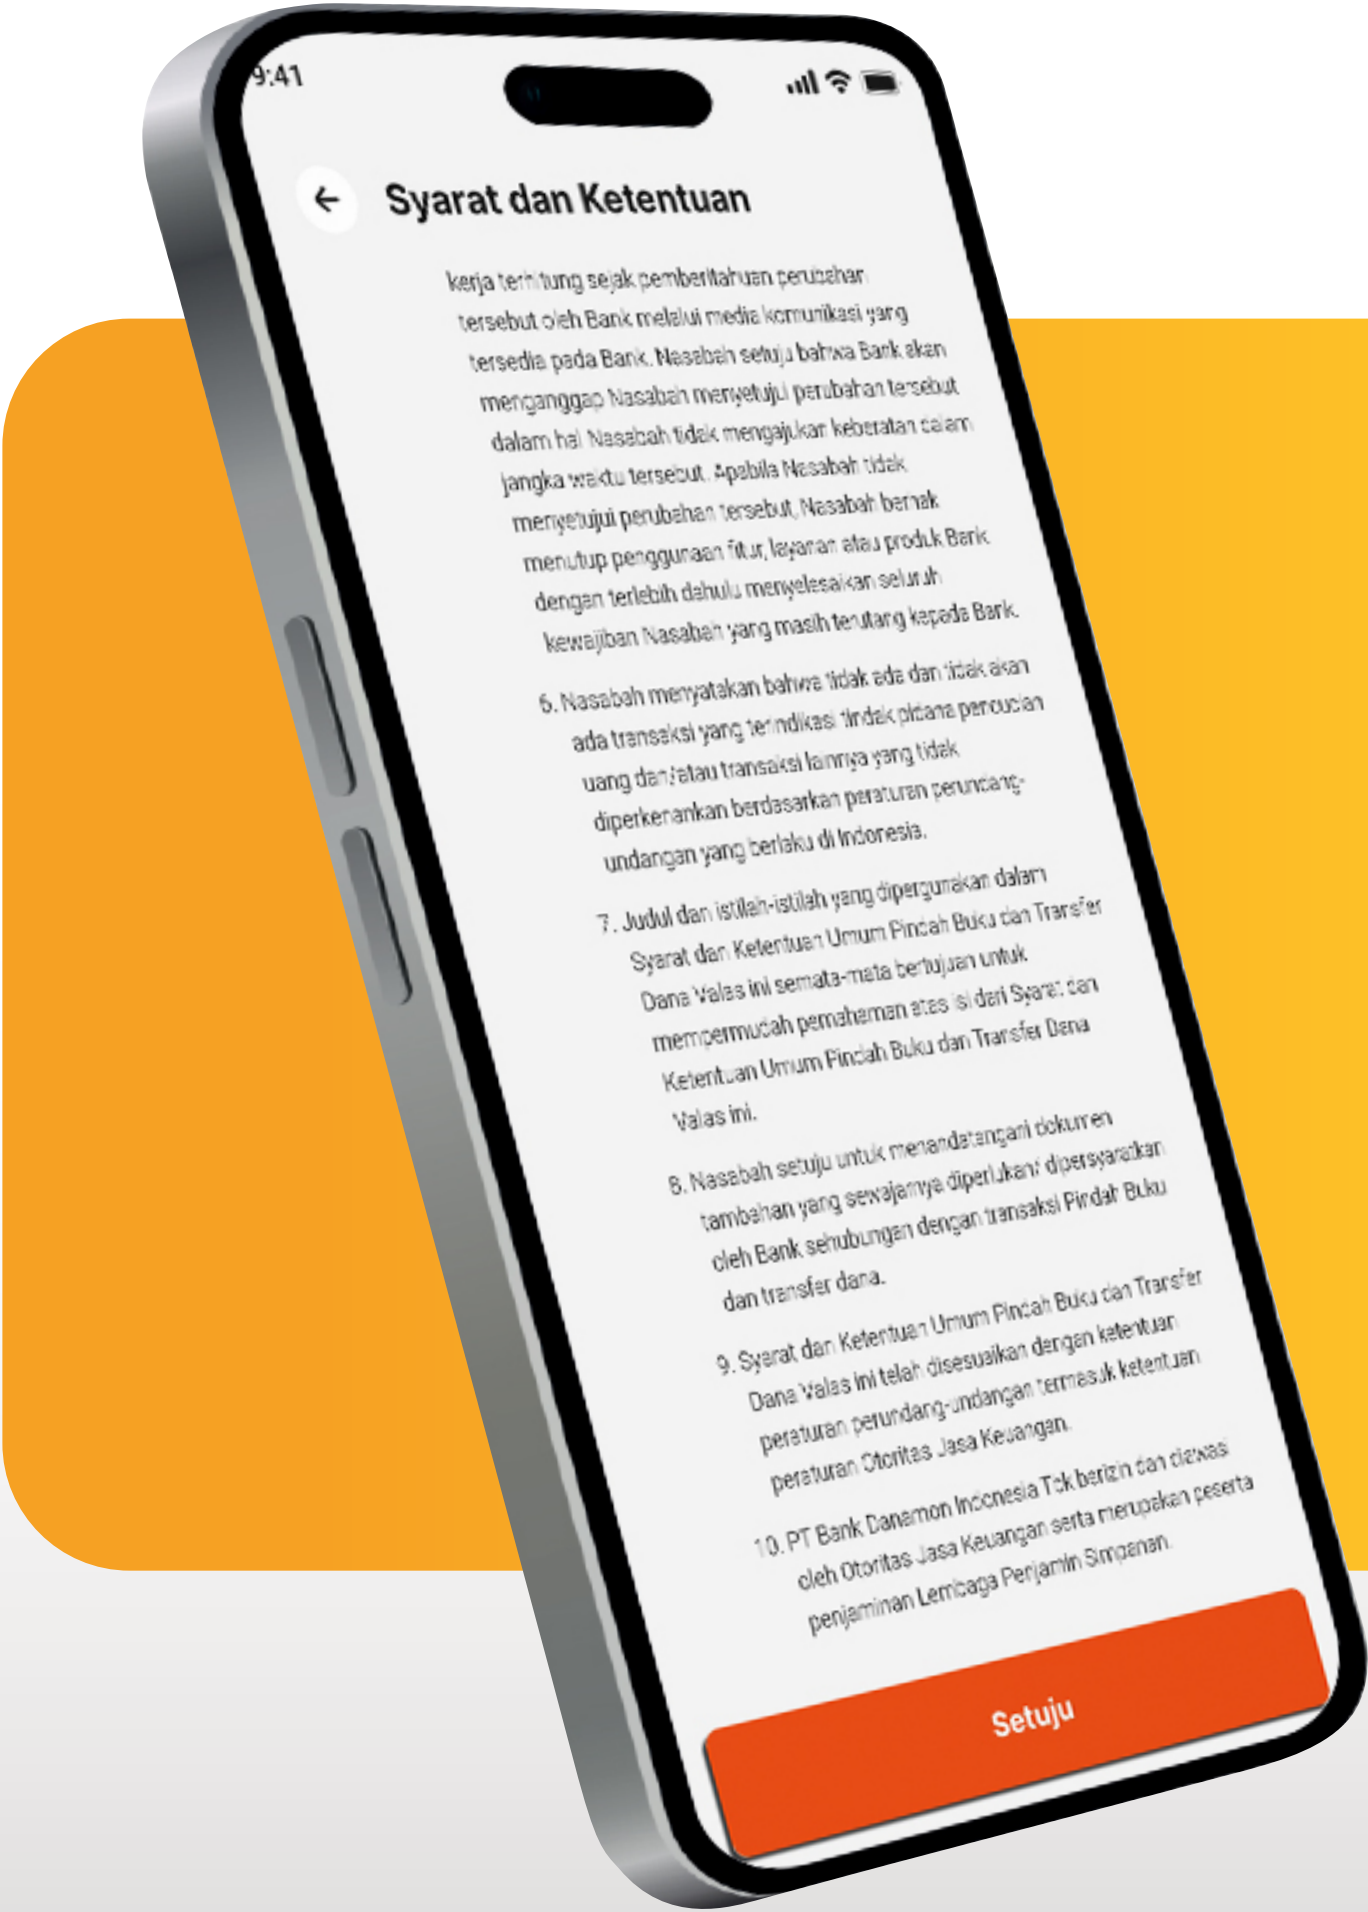 9:41
Syarat dan Ketentuan
kerja terhitung sejak pemberitahuan perubahan
tersebut oleh Bank melalui media komunikasi yang
tersedia pada Bank. Nasabah setuju bahwa Bank akan
menganggap Nasabah menyetujui perubahan tersebut
dalam hal Nasabah tidak mengajukan keberatan dalam
jangka waktu tersebut. Apabila Nasabah tidak
menyetujui perubahan tersebut, Nasabah berhak
menutup penggunaan fitur, layanan atau produk Bank
dengan terlebih dahulu menyelesaikan seluruh
kewajiban Nasabah yang masih terutang kepada Bank.
6. Nasabah menyatakan bahwa tidak ada dan tidak akan
ada transaksi yang terindikasi tindak pidana pencucian
uang dan/atau transaksi lainnya yang tidak
diperkenankan berdasarkan peraturan perundang-
undangan yang berlaku di Indonesia.
7. Judul dan istilah-istilah yang dipergunakan dalam
Syarat dan Ketentuan Umum Pindah Buku dan Transfer
Dana Valas ini semata-mata bertujuan untuk
mempermudah pemahaman atas isi dari Syarat dan
Ketentuan Umum Pindah Buku dan Transfer Dana
Valas ini.
8. Nasabah setuju untuk menandatangani dokumen
tambahan yang sewajarnya diperlukan/ dipersyaratkan
oleh Bank sehubungan dengan transaksi Pindah Buku
dan transfer dana.
9. Syarat dan Ketentuan Umum Pindah Buku dan Transfer
Dana Valas ini telah disesuaikan dengan ketentuan
peraturan perundang-undangan termasuk ketentuan
peraturan Otoritas Jasa Keuangan.
10. PT Bank Danamon Indonesia Tbk berizin dan diawasi
oleh Otoritas Jasa Keuangan serta merupakan peserta
penjaminan Lembaga Penjamin Simpanan.
Setuju